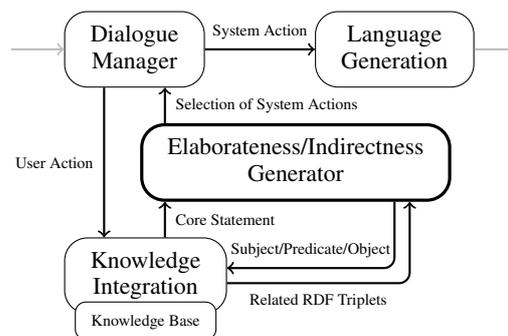 Dialogue
Manager
System Action
Language
Generation
Selection of System Actions
User Action
Elaborateness/Indirectness
Generator
Core Statement
Subject/Predicate/Object
Knowledge
Integration
Related RDF Triplets
Knowledge Base